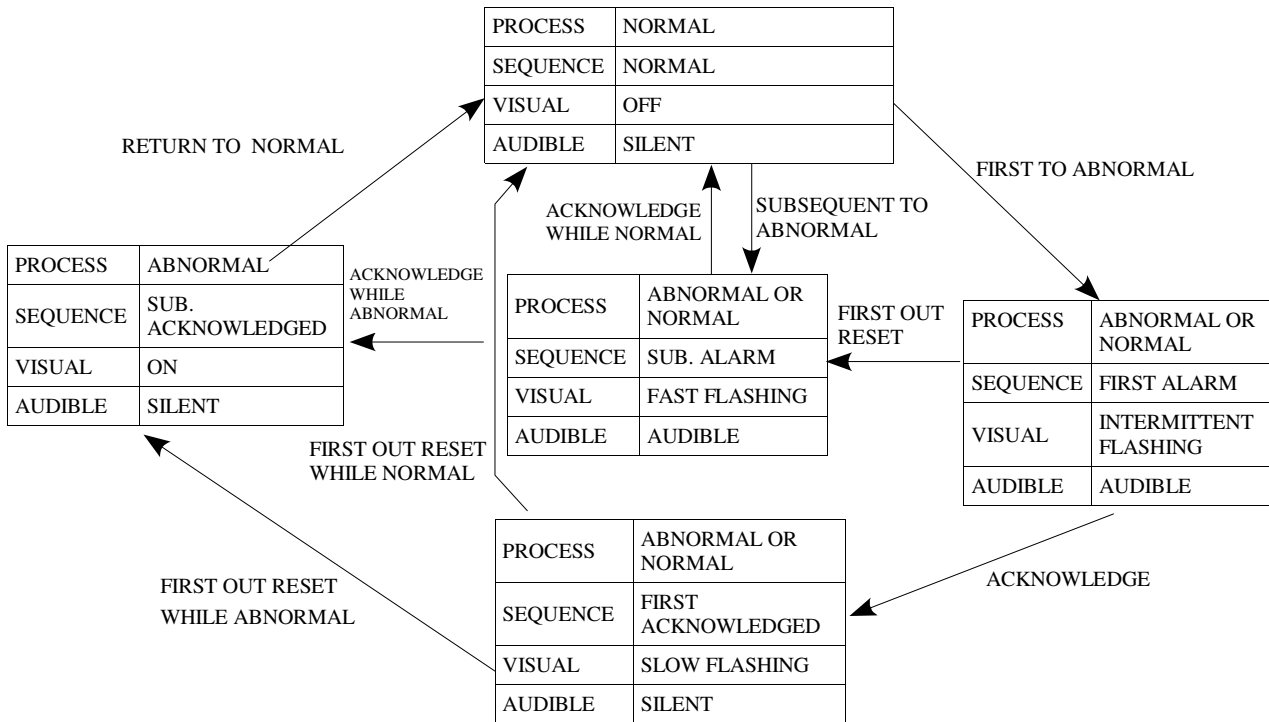 PROCESS NORMAL
SEQUENCE NORMAL
VISUAL OFF
AUDIBLE SILENT
RETURN TO NORMAL
FIRST TO ABNORMAL
ACKNOWLEDGE
WHILE NORMAL
SUBSEQUENT TO
ABNORMAL
PROCESS ABNORMAL
SEQUENCE SUB.
ACKNOWLEDGED
VISUAL ON
AUDIBLE SILENT
ACKNOWLEDGE
WHILE
ABNORMAL
PROCESS ABNORMAL OR
NORMAL
SEQUENCE SUB. ALARM
VISUAL FAST FLASHING
AUDIBLE AUDIBLE
FIRST OUT
RESET
PROCESS ABNORMAL OR
NORMAL
SEQUENCE FIRST ALARM
VISUAL INTERMITTENT
FLASHING
AUDIBLE AUDIBLE
FIRST OUT RESET
WHILE NORMAL
FIRST OUT RESET
WHILE ABNORMAL
PROCESS ABNORMAL OR
NORMAL
SEQUENCE FIRST
ACKNOWLEDGED
VISUAL SLOW FLASHING
AUDIBLE SILENT
ACKNOWLEDGE